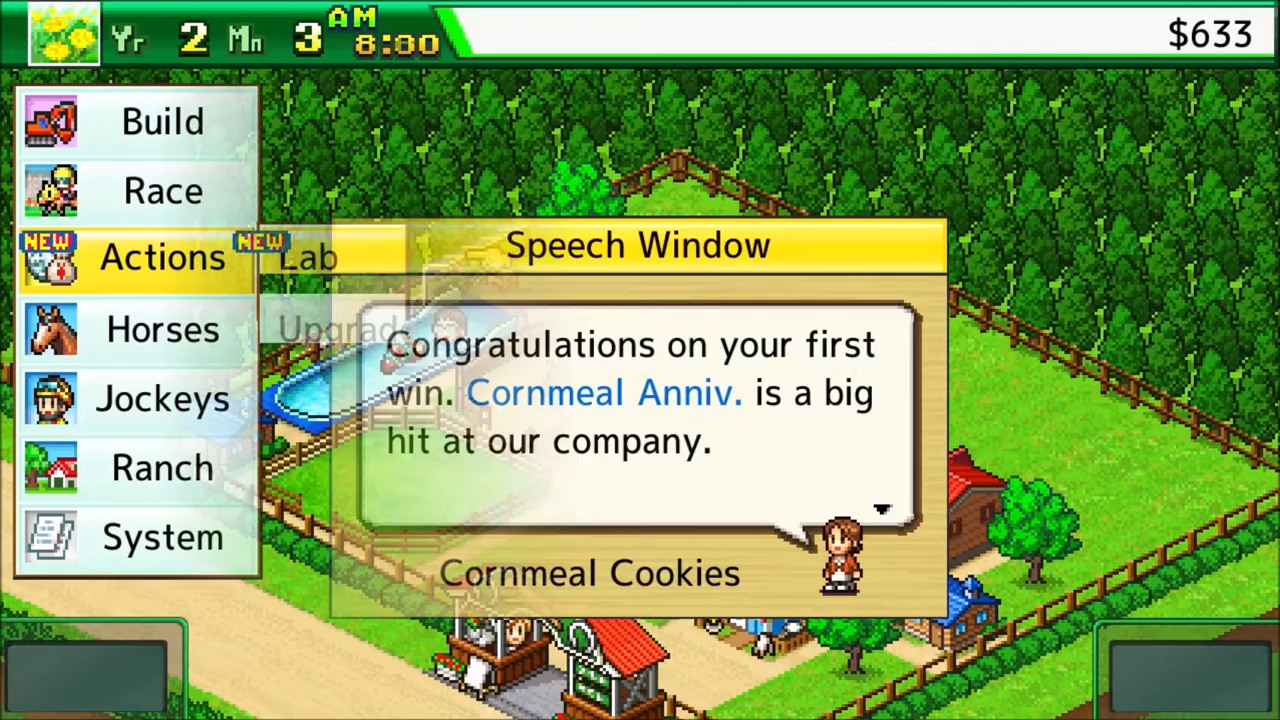 Yr 2 Mn 3 AM 8:00
$633
Build
Race
NEW Actions
NEW Lab
Upgrad
Horses
Jockeys
Ranch
System
Speech Window
Congratulations on your first
win. Cornmeal Anniv. is a big
hit at our company.
Cornmeal Cookies